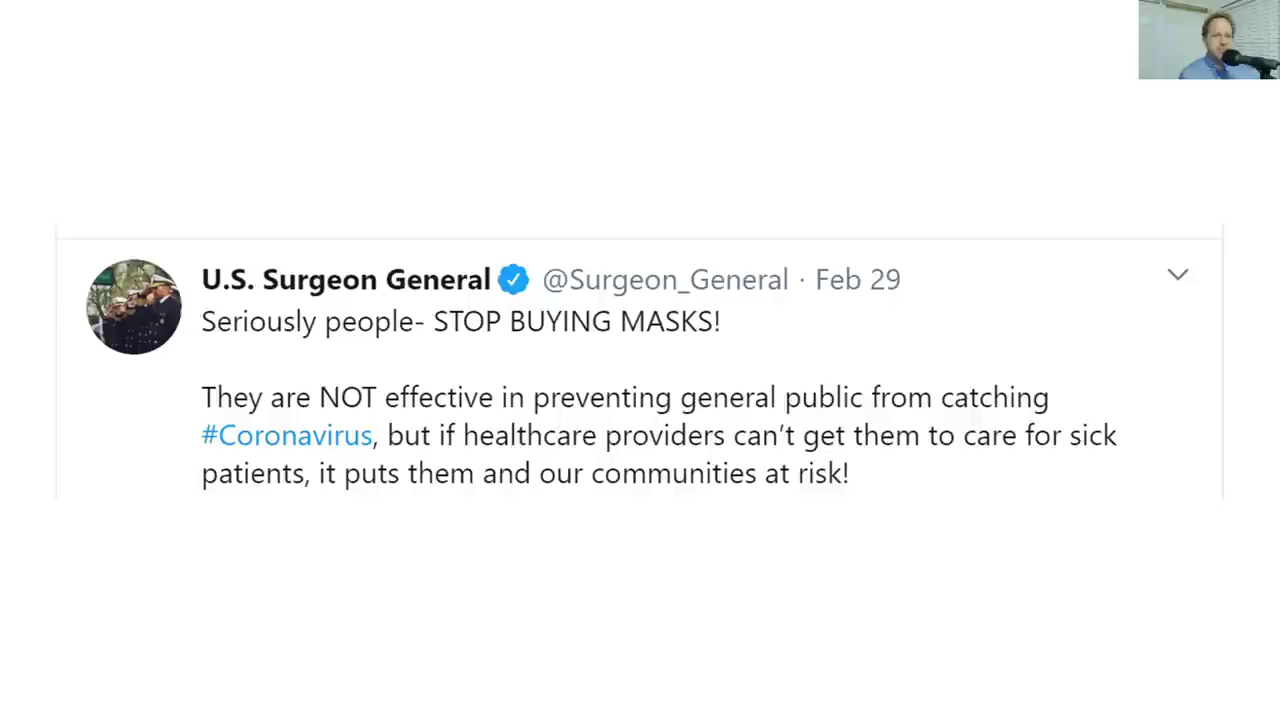 U.S. Surgeon General @Surgeon_General · Feb 29
Seriously people- STOP BUYING MASKS!
They are NOT effective in preventing general public from catching
#Coronavirus, but if healthcare providers can’t get them to care for sick
patients, it puts them and our communities at risk!